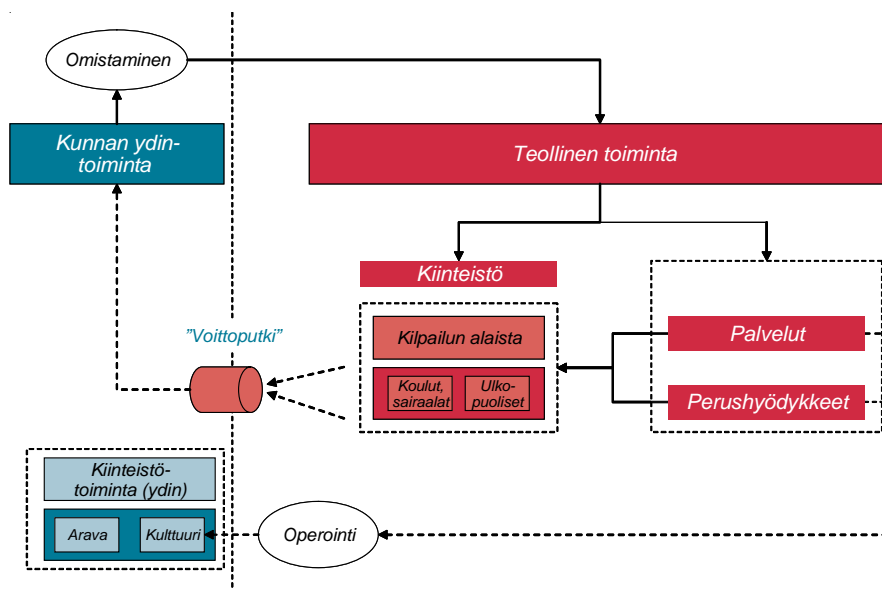 Omistaminen
Kunnan ydin-
toiminta
Teollinen toiminta
Kiinteistö
"Voittoputki"
Kilpailun alaista
Palvelut
Koulut,
sairaalat
Ulko-
puoliset
Perushyödykkeet
Kiinteistö-
toiminta (ydin)
Arava
Kulttuuri
Operointi